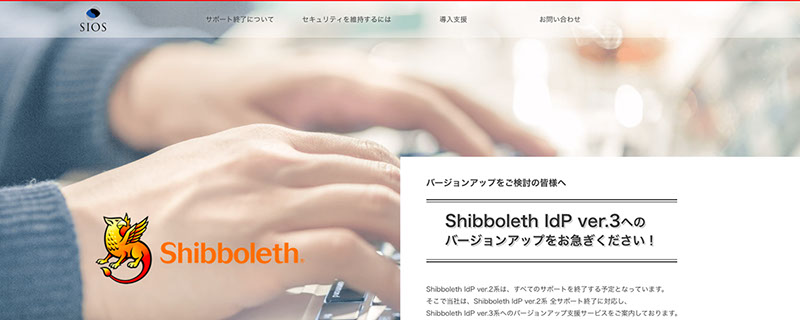 SIOS
サポート終了について
セキュリティを維持するには
導入支援
お問い合わせ
Shibboleth®
バージョンアップをご検討の皆様へ
Shibboleth IdP ver.3への
バージョンアップをお急ぎください！
Shibboleth IdP ver.2系は、すべてのサポートを終了する予定となっています。
そこで当社は、Shibboleth IdP ver.2系 全サポート終了に対応し、
Shibboleth IdP ver.3系へのバージョンアップ支援サービスをご案内しております。